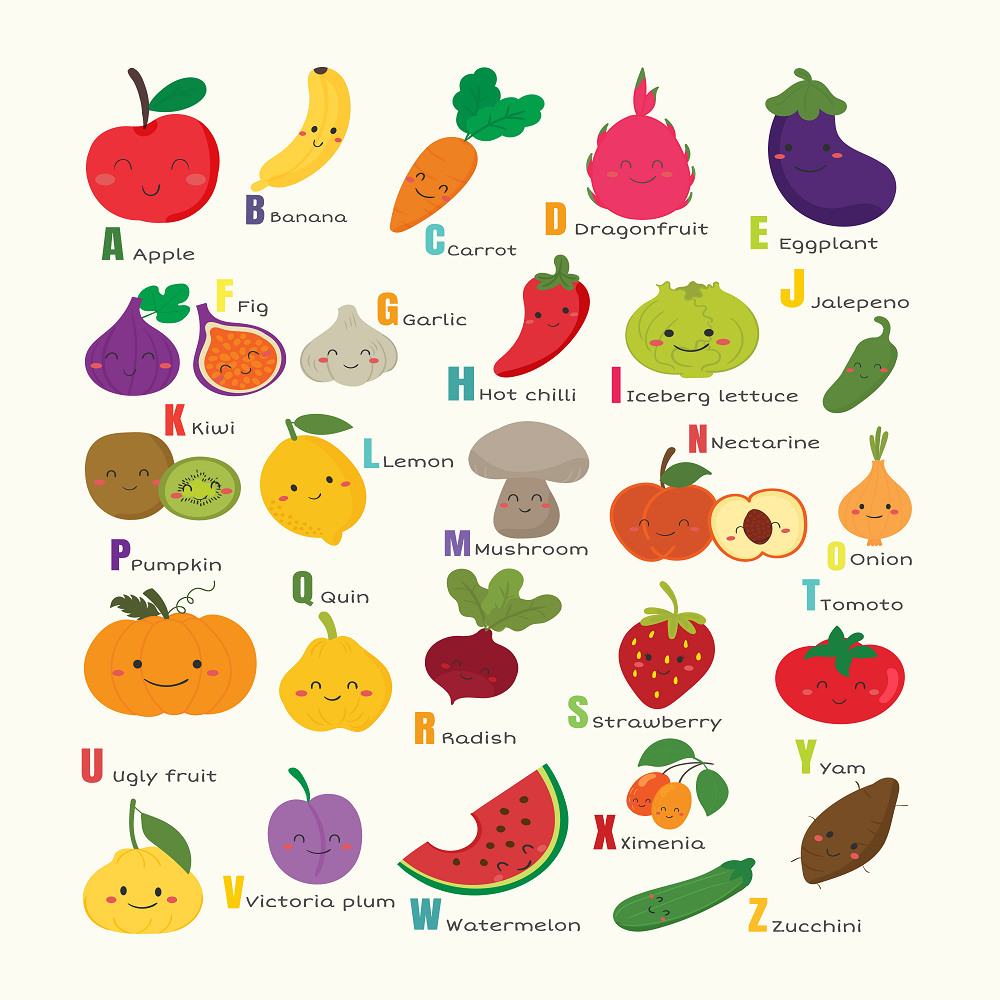 A Apple
B Banana
C Carrot
D Dragonfruit
E Eggplant
F Fig
G Garlic
H Hot chilli
I Iceberg lettuce
J Jalepeno
K Kiwi
L Lemon
M Mushroom
N Nectarine
O Onion
P Pumpkin
Q Quin
R Radish
S Strawberry
T Tomoto
U Ugly fruit
V Victoria plum
W Watermelon
X Ximenia
Y Yam
Z Zucchini